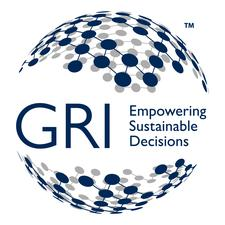 TM
GRI
Empowering
Sustainable
Decisions